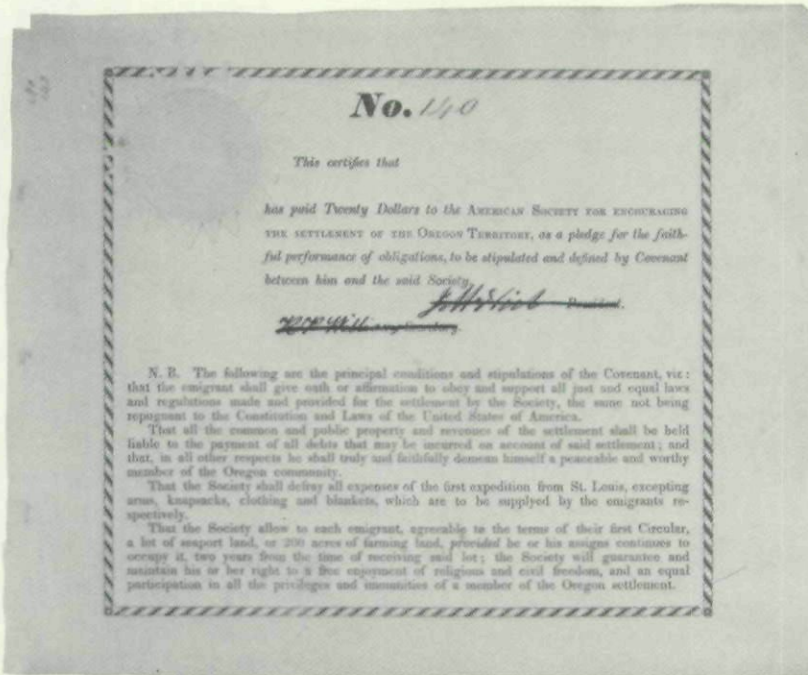 No. 140
This certifies that
has paid Twenty Dollars to the AMERICAN SOCIETY FOR ENCOURAGING
THE SETTLEMENT OF THE OREGON TERRITORY, as a pledge for the faith-
ful performance of obligations, to be stipulated and defined by Covenant
between him and the said Society.
President.
Secretary.
N. B. The following are the principal conditions and stipulations of the Covenant, viz:
that the emigrant shall give oath or affirmation to obey and support all just and equal laws
and regulations made and provided for the settlement by the Society, the same not being
repugnant to the Constitution and Laws of the United States of America.
That all the common and public property and revenues of the settlement shall be held
liable to the payment of all debts that may be incurred on account of said settlement; and
that, in all other respects he shall truly and faithfully demean himself a peaceable and worthy
member of the Oregon community.
That the Society shall defray all expenses of the first expedition from St. Louis, excepting
arms, knapsacks, clothing and blankets, which are to be supplyed by the emigrants re-
spectively.
That the Society allow to each emigrant, agreeable to the terms of their first Circular,
a lot of seaport land, or 200 acres of farming land, provided he or his assigns continues to
occupy it, two years from the time of receiving said lot; the Society will guarantee and
maintain his or her right to a free enjoyment of religious and civil freedom, and an equal
participation in all the privileges and immunities of a member of the Oregon settlement.